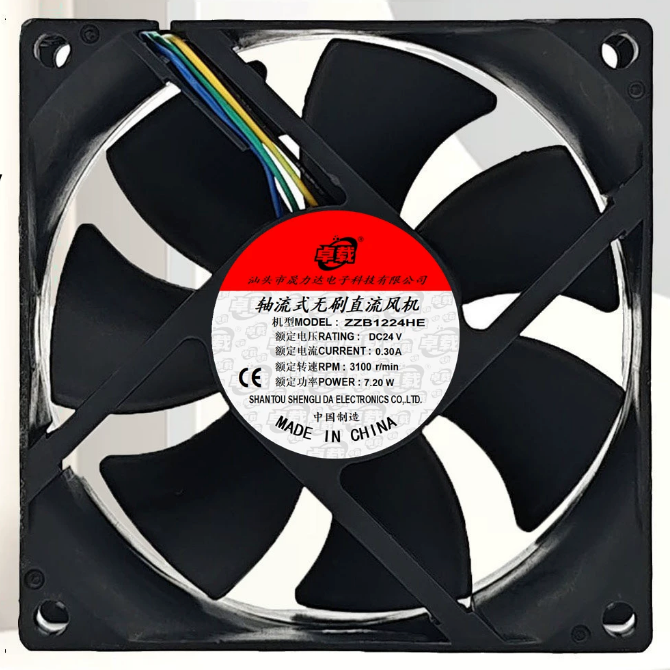 卓载®
汕头市晟力达电子科技有限公司
轴流式无刷直流风机
机型MODEL : ZZB1224HE
额定电压RATING : DC24V
额定电流CURRENT : 0.30A
额定转速RPM : 3100 r/min
额定功率POWER : 7.20 W
CE
SHANTOU SHENGLI DA ELECTRONICS CO,.LTD.
中国制造
MADE IN CHINA